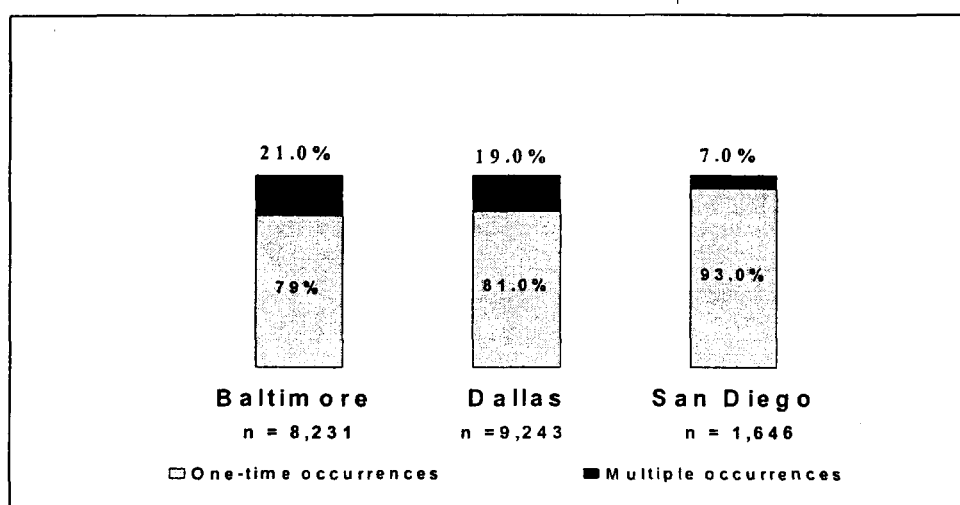 21.0% 19.0% 7.0%
79% 81.0% 93.0%
Baltimore Dallas San Diego
n = 8,231 n =9,243 n = 1,646
One-time occurrences Multiple occurrences